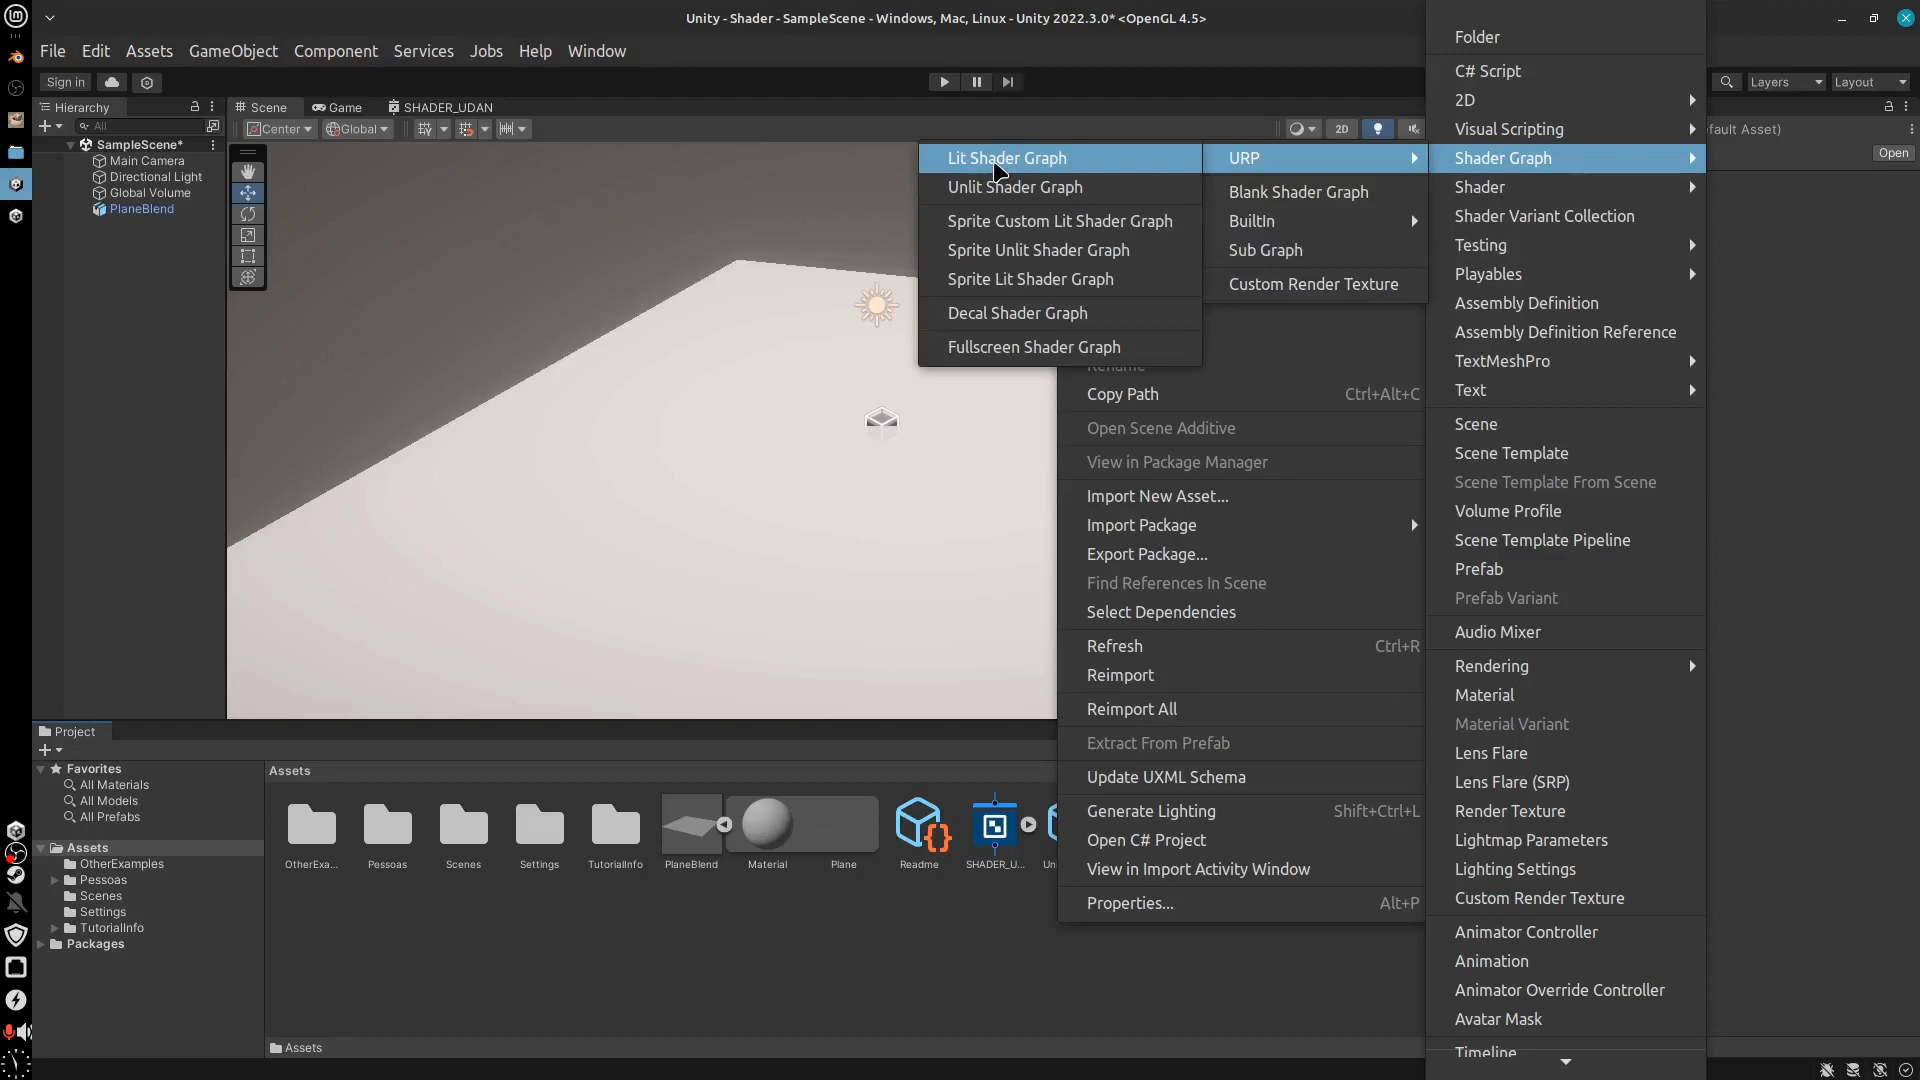 Unity - Shader - SampleScene - Windows, Mac, Linux - Unity 2022.3.0* <OpenGL 4.5>
File Edit Assets GameObject Component Services Jobs Help Window
Sign in
Layers
Layout
Hierarchy
Scene
Game
SHADER_UDAN
All
Center
Global
2D
SampleScene*
Main Camera
Directional Light
Global Volume
PlaneBlend
Lit Shader Graph
Unlit Shader Graph
Sprite Custom Lit Shader Graph
Sprite Unlit Shader Graph
Sprite Lit Shader Graph
Decal Shader Graph
Fullscreen Shader Graph
URP
Blank Shader Graph
BuiltIn
Sub Graph
Custom Render Texture
Rename
Copy Path Ctrl+Alt+C
Open Scene Additive
View in Package Manager
Import New Asset...
Import Package
Export Package...
Find References In Scene
Select Dependencies
Refresh Ctrl+R
Reimport
Reimport All
Extract From Prefab
Update UXML Schema
Generate Lighting Shift+Ctrl+L
Open C# Project
View in Import Activity Window
Properties... Alt+P
Folder
C# Script
2D
Visual Scripting
Shader Graph
Shader
Shader Variant Collection
Testing
Playables
Assembly Definition
Assembly Definition Reference
TextMeshPro
Text
Scene
Scene Template
Scene Template From Scene
Volume Profile
Scene Template Pipeline
Prefab
Prefab Variant
Audio Mixer
Rendering
Material
Material Variant
Lens Flare
Lens Flare (SRP)
Render Texture
Lightmap Parameters
Lighting Settings
Custom Render Texture
Animator Controller
Animation
Animator Override Controller
Avatar Mask
Timeline
efault Asset)
Open
Project
Favorites
All Materials
All Models
All Prefabs
Assets
OtherExamples
Pessoas
Scenes
Settings
TutorialInfo
Packages
Assets
OtherExa...
Pessoas
Scenes
Settings
TutorialInfo
PlaneBlend
Material
Plane
Readme
SHADER_U...
Un
Assets